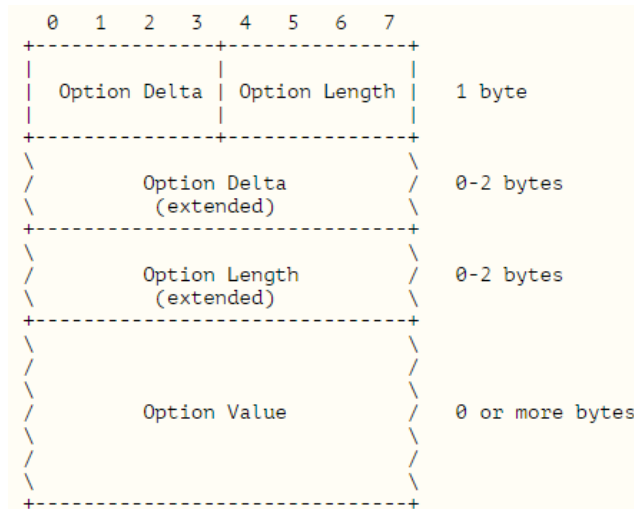 0 1 2 3 4 5 6 7
Option Delta | Option Length | 1 byte
Option Delta 0-2 bytes
(extended)
Option Length 0-2 bytes
(extended)
Option Value 0 or more bytes